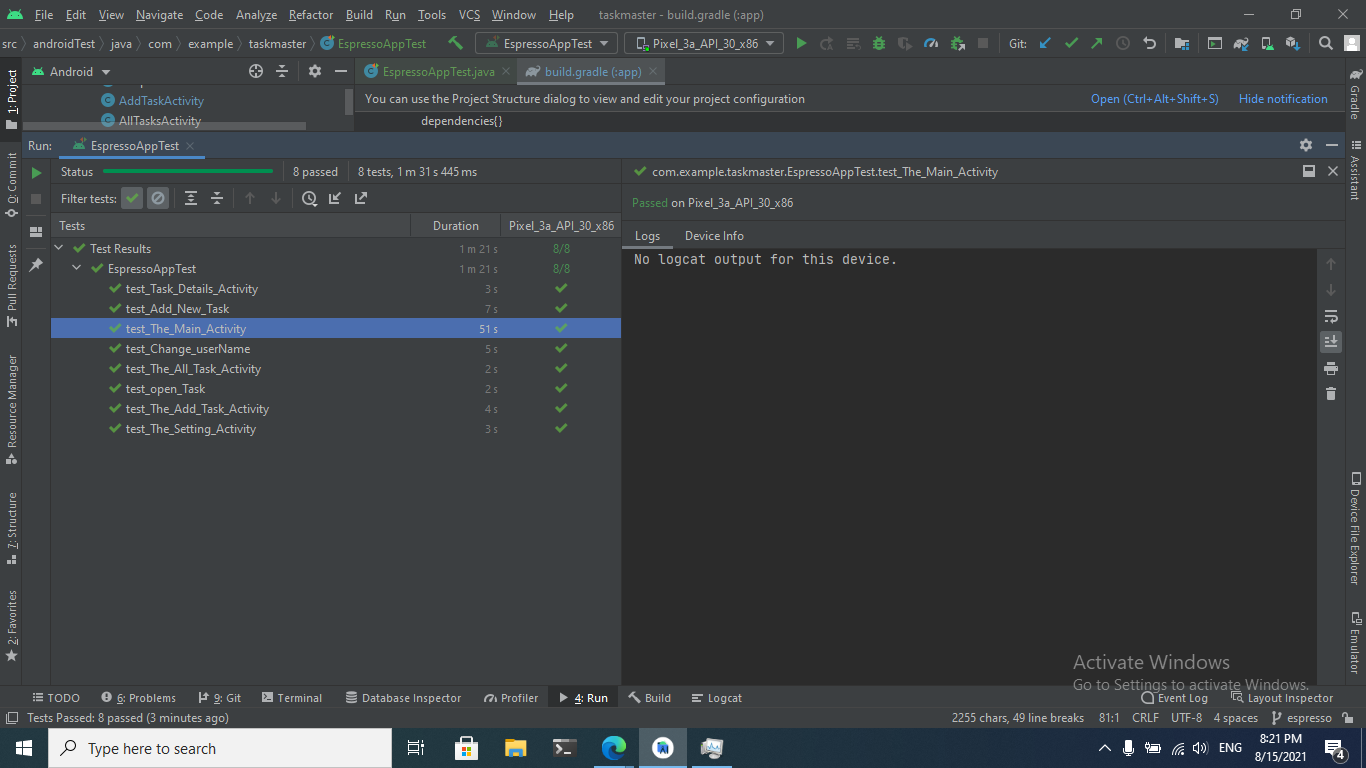 File Edit View Navigate Code Analyze Refactor Build Run Tools VCS Window Help taskmaster - build.gradle (:app)
src androidTest java com example taskmaster EspressoAppTest EspressoAppTest Pixel_3a_API_30_x86 Git:
Android EspressoAppTest.java build.gradle (:app)
AddTaskActivity You can use the Project Structure dialog to view and edit your project configuration Open (Ctrl+Alt+Shift+S) Hide notification
AllTasksActivity dependencies{}
Run: EspressoAppTest
Status 8 passed 8 tests, 1 m 31 s 445 ms com.example.taskmaster.EspressoAppTest.test_The_Main_Activity
Filter tests: Passed on Pixel_3a_API_30_x86
Tests Duration Pixel_3a_API_30_x86 Logs Device Info
Test Results 1 m 21 s 8/8 No logcat output for this device.
EspressoAppTest 1 m 21 s 8/8
test_Task_Details_Activity 3 s
test_Add_New_Task 7 s
test_The_Main_Activity 51 s
test_Change_userName 5 s
test_The_All_Task_Activity 2 s
test_open_Task 2 s
test_The_Add_Task_Activity 4 s
test_The_Setting_Activity 3 s
1: Project
0: Commit
Pull Requests
Resource Manager
7: Structure
2: Favorites
Gradle
Assistant
Device File Explorer
Emulator
Activate Windows
Go to Settings to activate Windows.
TODO 6: Problems 9: Git Terminal Database Inspector Profiler 4: Run Build Logcat Event Log Layout Inspector
Tests Passed: 8 passed (3 minutes ago) 2255 chars, 49 line breaks 81:1 CRLF UTF-8 4 spaces espresso
Type here to search ENG 8:21 PM
8/15/2021 4